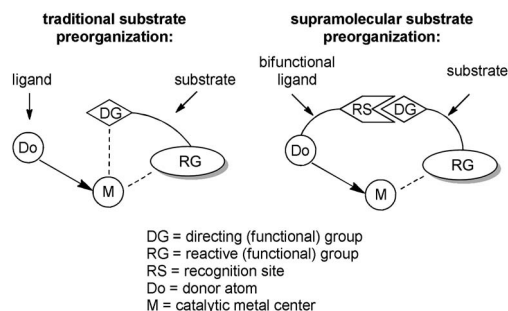 traditional substrate
preorganization:
ligand
substrate
DG
Do
RG
M
supramolecular substrate
preorganization:
bifunctional
ligand
substrate
RS
DG
Do
RG
M
DG = directing (functional) group
RG = reactive (functional) group
RS = recognition site
Do = donor atom
M = catalytic metal center